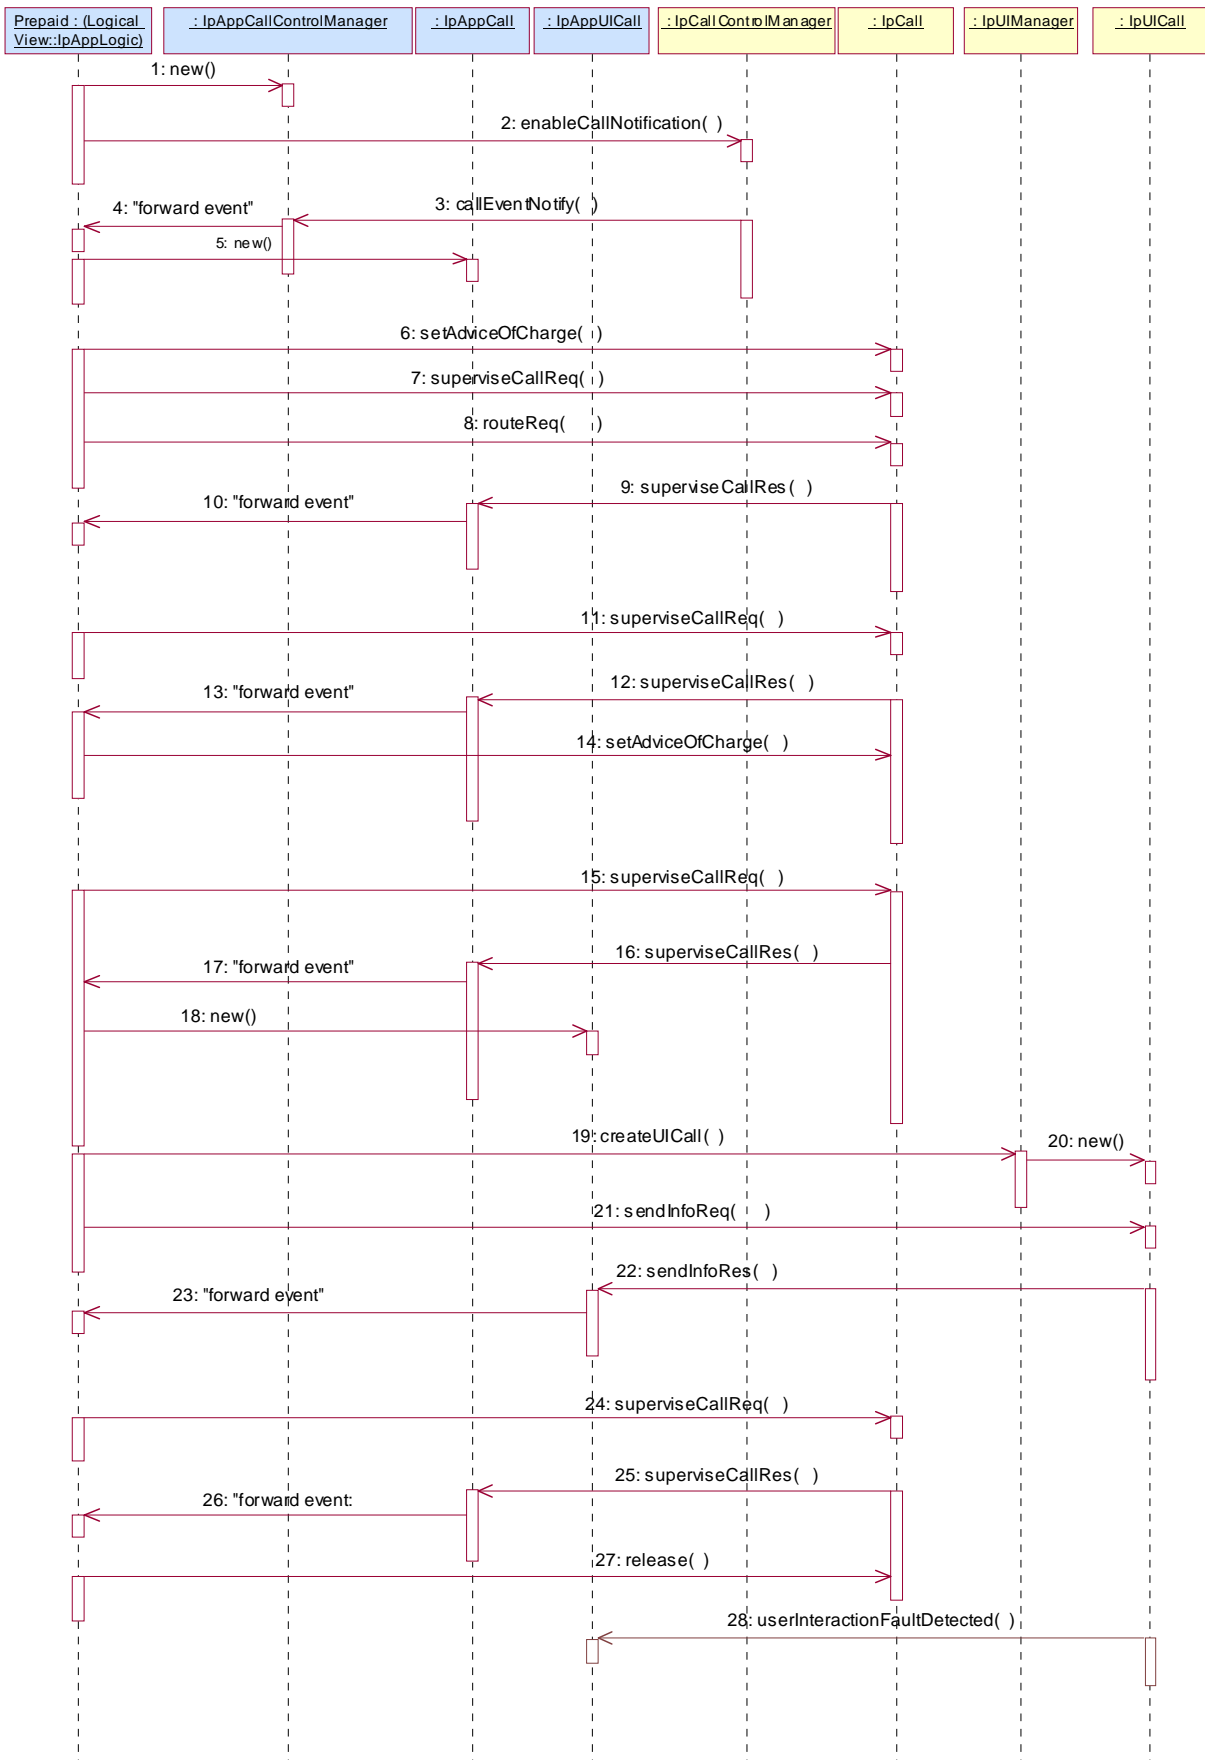 Prepaid : (Logical
View::IpAppLogic)
: IpAppCallControlManager
: IpAppCall
: IpAppUICall
: IpCallControlManager
: IpCall
: IpUIManager
: IpUICall
1: new()
2: enableCallNotification( )
3: callEventNotify( )
4: "forward event"
5: new()
6: setAdviceOfCharge( )
7: superviseCallReq( )
8: routeReq( )
9: superviseCallRes( )
10: "forward event"
11: superviseCallReq( )
12: superviseCallRes( )
13: "forward event"
14: setAdviceOfCharge( )
15: superviseCallReq( )
16: superviseCallRes( )
17: "forward event"
18: new()
19: createUICall( )
20: new()
21: sendInfoReq( )
22: sendInfoRes( )
23: "forward event"
24: superviseCallReq( )
25: superviseCallRes( )
26: "forward event:
27: release( )
28: userInteractionFaultDetected( )